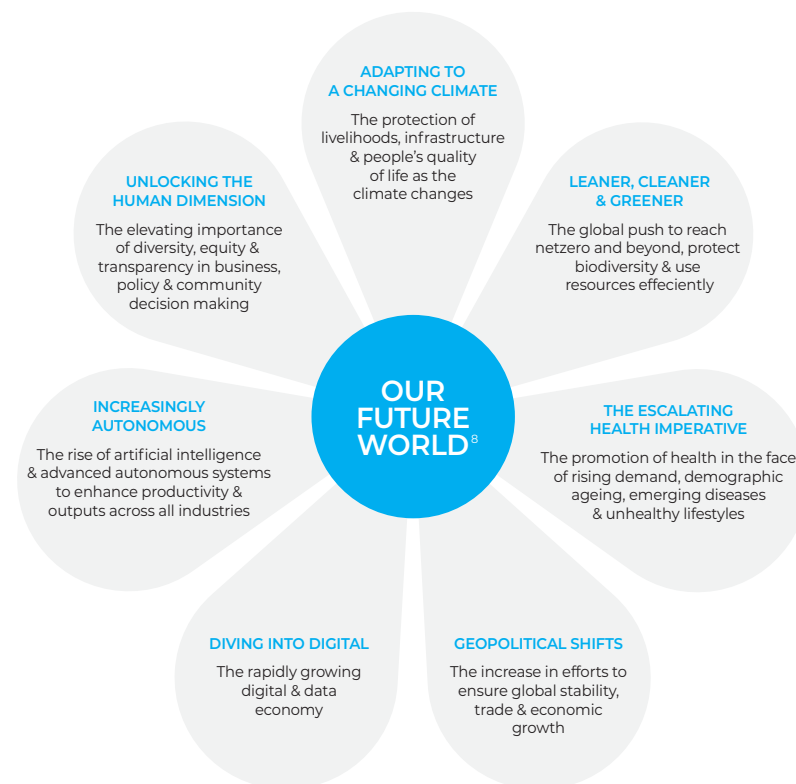 ADAPTING TO
A CHANGING CLIMATE
The protection of
livelihoods, infrastructure
& people's quality
of life as the
climate changes
UNLOCKING THE
HUMAN DIMENSION
The elevating importance
of diversity, equity &
transparency in business,
policy & community
decision making
LEANER, CLEANER
& GREENER
The global push to reach
netzero and beyond, protect
biodiversity & use
resources effeciently
OUR
FUTURE
WORLD⁸
INCREASINGLY
AUTONOMOUS
The rise of artificial intelligence
& advanced autonomous systems
to enhance productivity &
outputs across all industries
THE ESCALATING
HEALTH IMPERATIVE
The promotion of health in the face
of rising demand, demographic
ageing, emerging diseases
& unhealthy lifestyles
DIVING INTO DIGITAL
The rapidly growing
digital & data
economy
GEOPOLITICAL SHIFTS
The increase in efforts to
ensure global stability,
trade & economic
growth